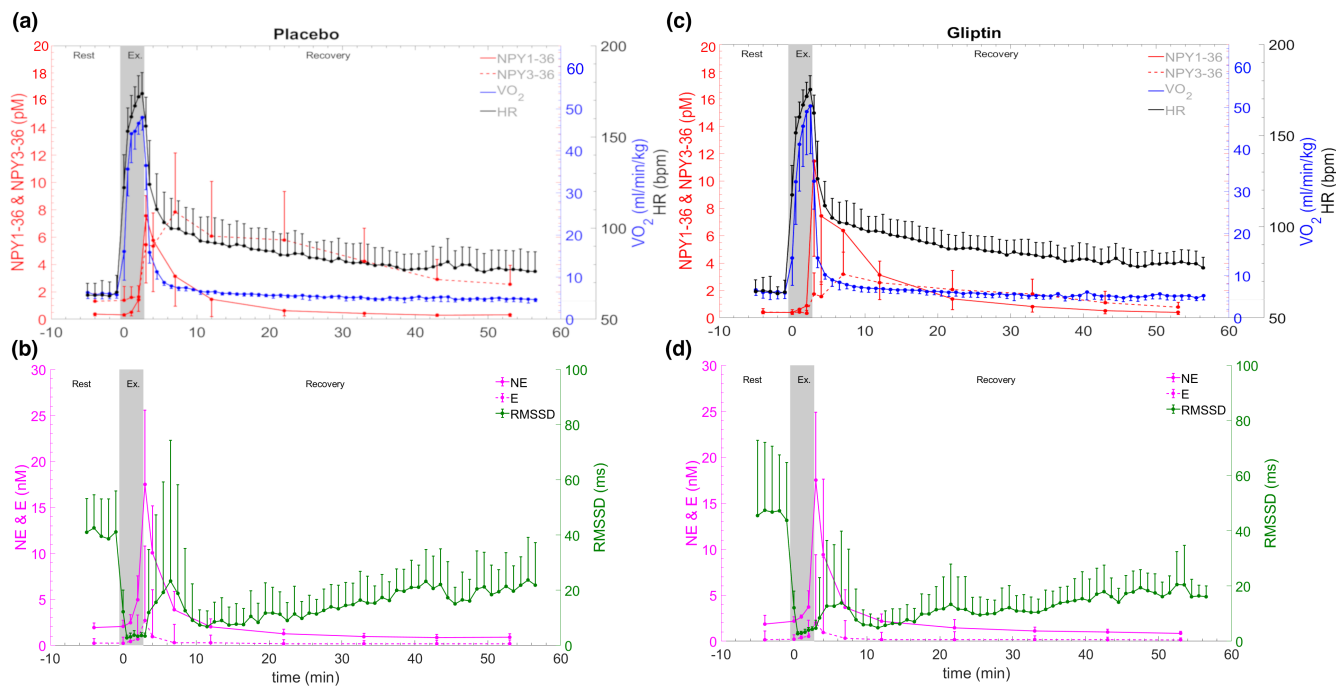 (a)
Placebo
Rest
Ex.
Recovery
NPY1-36
NPY3-36
VO2
HR
20
18
16
14
12
10
8
6
4
2
0
NPY1-36 & NPY3-36 (pM)
60
50
40
30
20
10
0
VO2 (ml/min/kg)
200
150
100
50
HR (bpm)
-10
0
10
20
30
40
50
60
(c)
Gliptin
Rest
Ex.
Recovery
NPY1-36
NPY3-36
VO2
HR
20
18
16
14
12
10
8
6
4
2
0
NPY1-36 & NPY3-36 (pM)
60
50
40
30
20
10
0
VO2 (ml/min/kg)
200
150
100
50
HR (bpm)
-10
0
10
20
30
40
50
60
(b)
Rest
Ex.
Recovery
NE
E
RMSSD
30
25
20
15
10
5
0
NE & E (nM)
100
80
60
40
20
0
RMSSD (ms)
-10
0
10
20
30
40
50
60
time (min)
(d)
Rest
Ex.
Recovery
NE
E
RMSSD
30
25
20
15
10
5
0
NE & E (nM)
100
80
60
40
20
0
RMSSD (ms)
-10
0
10
20
30
40
50
60
time (min)